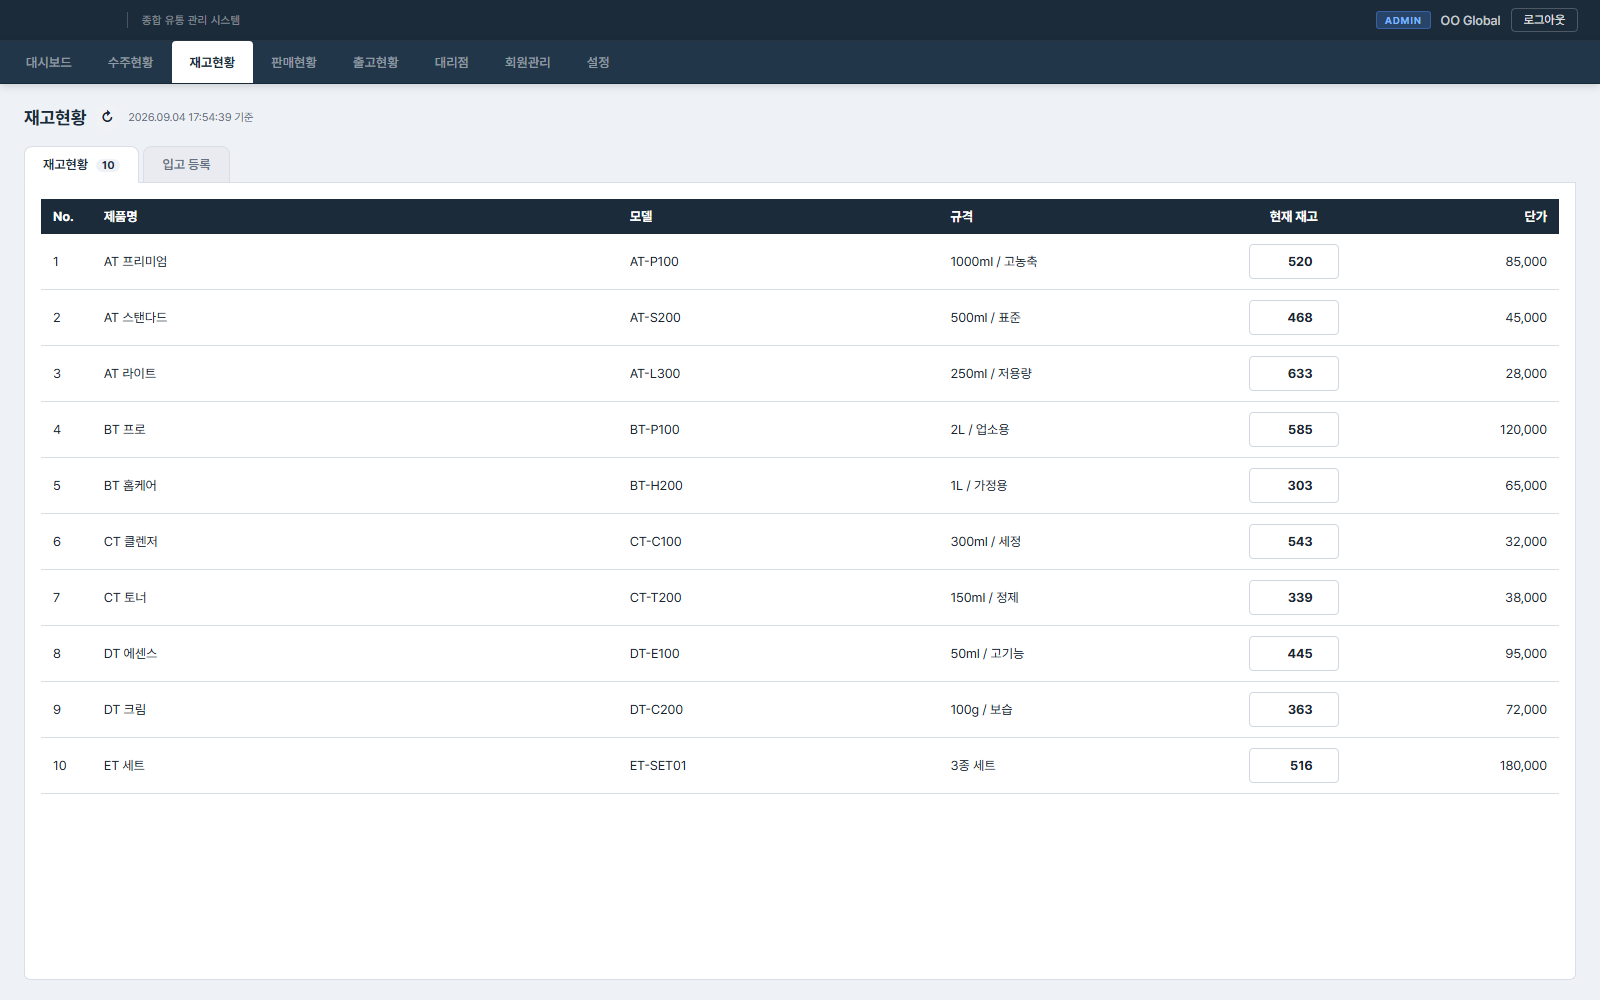 종합 유통 관리 시스템
ADMIN OO Global 로그아웃
대시보드 수주현황 재고현황 판매현황 출고현황 대리점 회원관리 설정
재고현황 2026.09.04 17:54:39 기준
재고현황 10 입고 등록
No. 제품명 모델 규격 현재 재고 단가
1 AT 프리미엄 AT-P100 1000ml / 고농축 520 85,000
2 AT 스탠다드 AT-S200 500ml / 표준 468 45,000
3 AT 라이트 AT-L300 250ml / 저용량 633 28,000
4 BT 프로 BT-P100 2L / 업소용 585 120,000
5 BT 홈케어 BT-H200 1L / 가정용 303 65,000
6 CT 클렌저 CT-C100 300ml / 세정 543 32,000
7 CT 토너 CT-T200 150ml / 정제 339 38,000
8 DT 에센스 DT-E100 50ml / 고기능 445 95,000
9 DT 크림 DT-C200 100g / 보습 363 72,000
10 ET 세트 ET-SET01 3종 세트 516 180,000